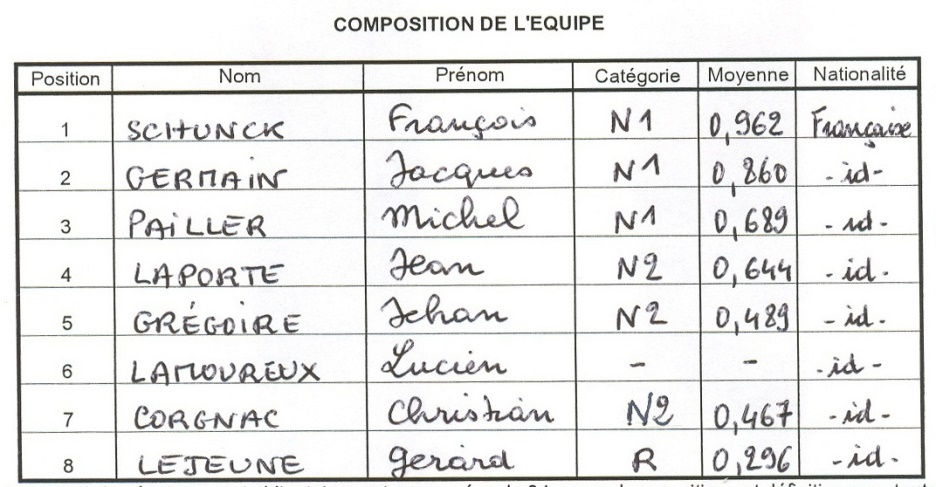 COMPOSITION DE L'EQUIPE
Position Nom Prénom Catégorie Moyenne Nationalité
1 SCHUNCK François N1 0,962 Française
2 GERMAIN Jacques N1 0,860 -id-
3 PAILLER Michel N1 0,689 -id-
4 LAPORTE Jean N2 0,644 -id-
5 GRÉGOIRE Jehan N2 0,489 -id-
6 LAMOUREUX Lucien - - -id-
7 CORGNAC Christian N2 0,467 -id-
8 LEJEUNE Gerard R 0,296 -id-